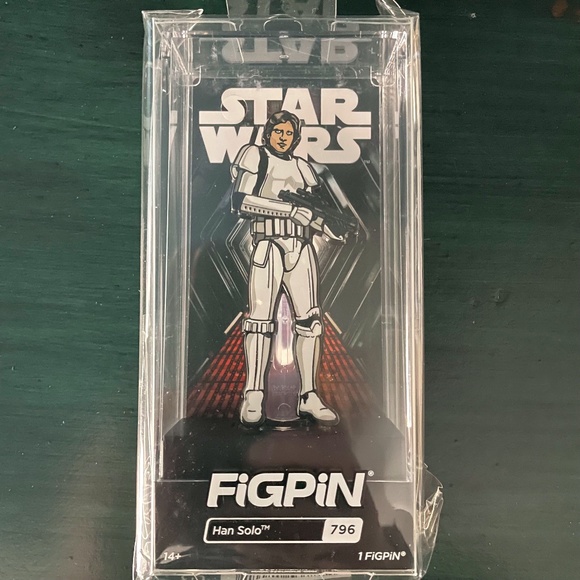 STAR
WARS
FiGPiN®
Han Solo™ 796
14+ 1 FiGPiN®